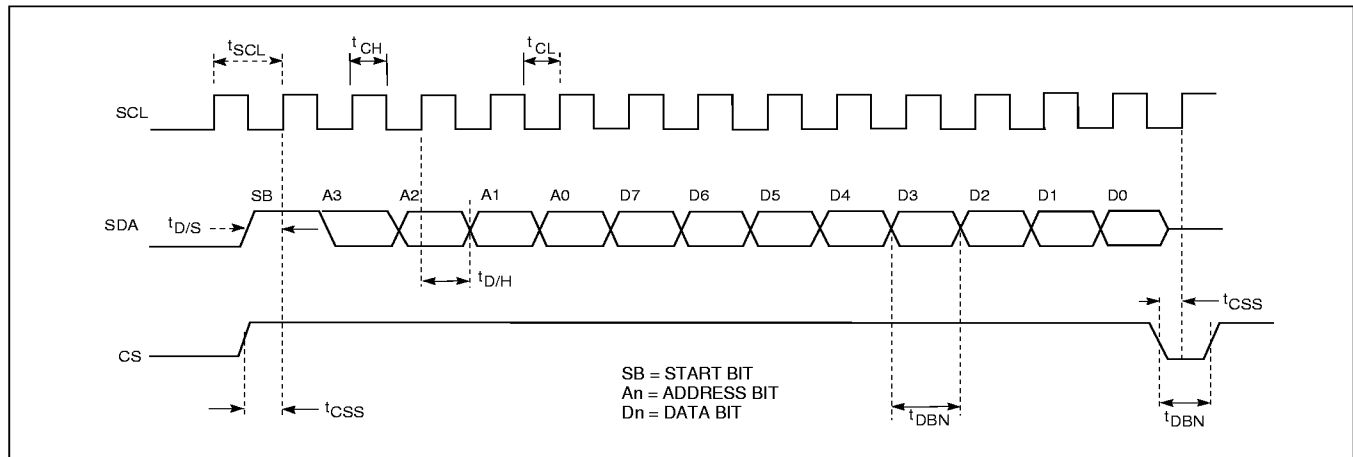 tSCL
tCH
tCL
SCL
SB A3 A2 A1 A0 D7 D6 D5 D4 D3 D2 D1 D0
tD/S
SDA
tD/H
tCSS
CS
SB = START BIT
An = ADDRESS BIT
Dn = DATA BIT
tCSS
tDBN
tDBN